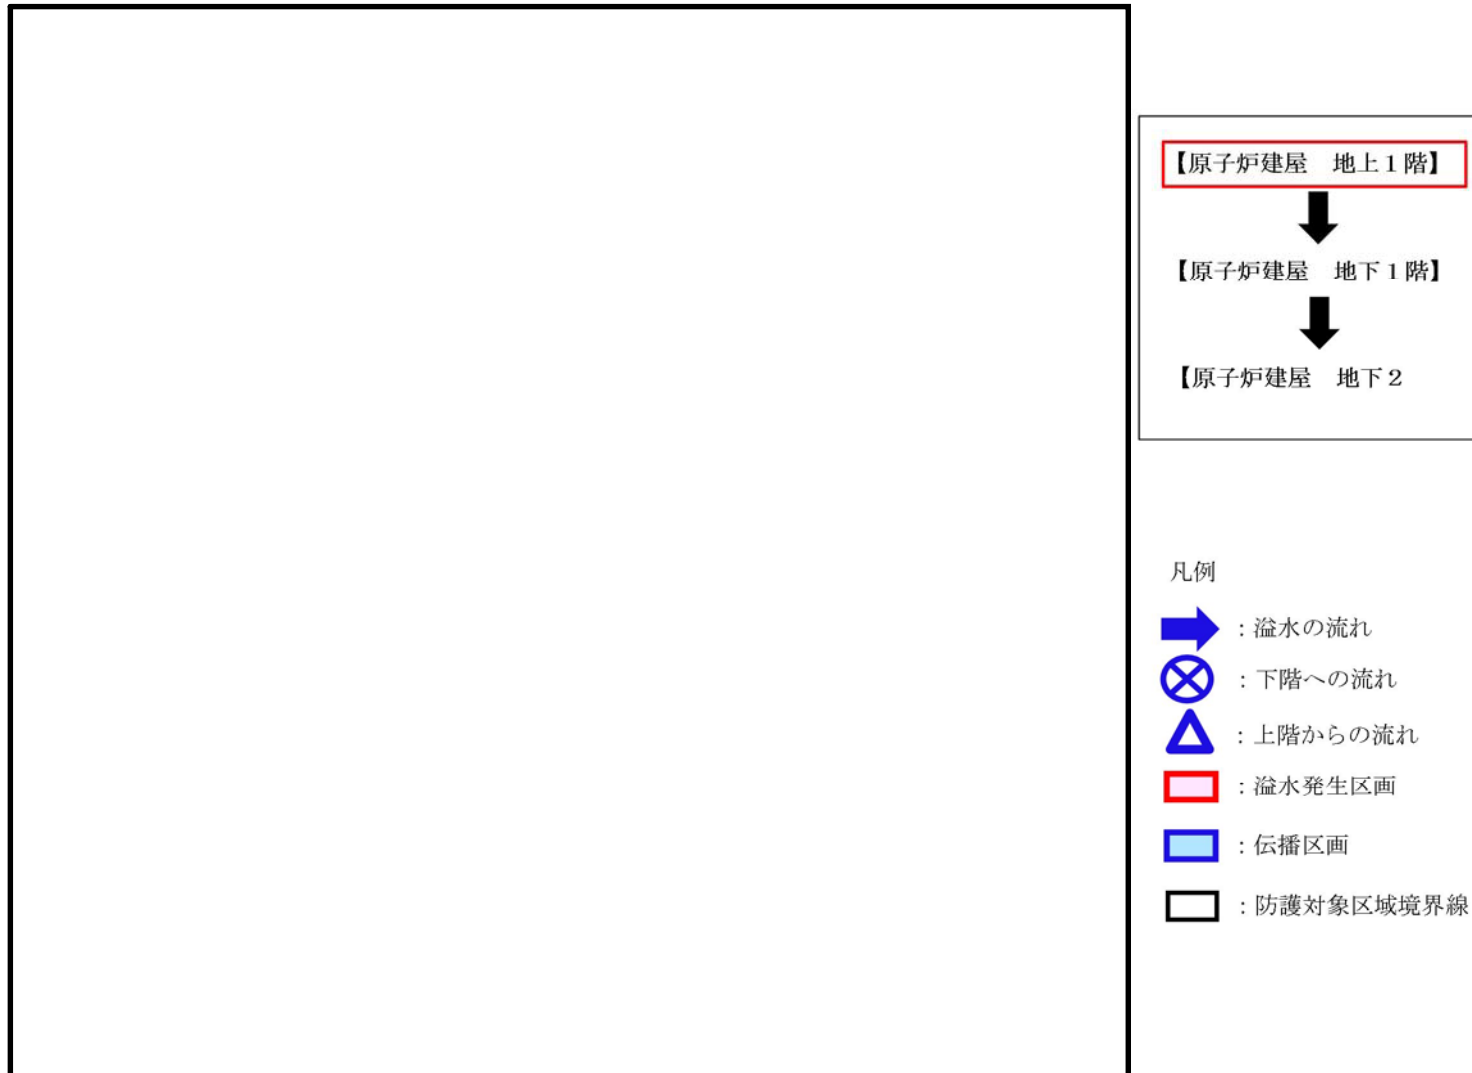 【原子炉建屋　地上1階】
【原子炉建屋　地下1階】
【原子炉建屋　地下2
凡例
：溢水の流れ
：下階への流れ
：上階からの流れ
：溢水発生区画
：伝播区画
：防護対象区域境界線